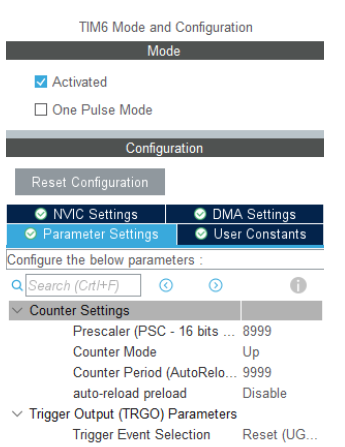 TIM6 Mode and Configuration
Mode
Activated
One Pulse Mode
Configuration
Reset Configuration
NVIC Settings DMA Settings
Parameter Settings User Constants
Configure the below parameters :
Search (Crtl+F)
Counter Settings
Prescaler (PSC - 16 bits ... 8999
Counter Mode Up
Counter Period (AutoRelo... 9999
auto-reload preload Disable
Trigger Output (TRGO) Parameters
Trigger Event Selection Reset (UG...